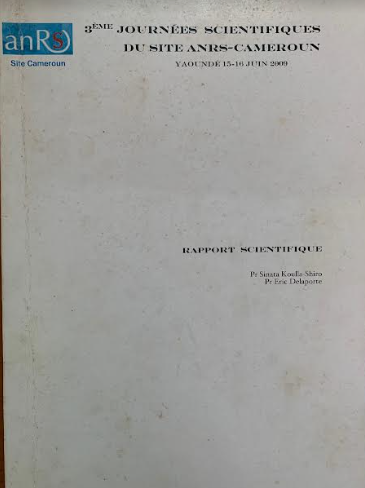 anRS
Site Cameroun
3ÈME JOURNÉES SCIENTIFIQUES
DU SITE ANRS-CAMEROUN
YAOUNDÉ 15-16 JUIN 2009
RAPPORT SCIENTIFIQUE
Pr Sinata Koulla-Shiro
Pr Eric Delaporte